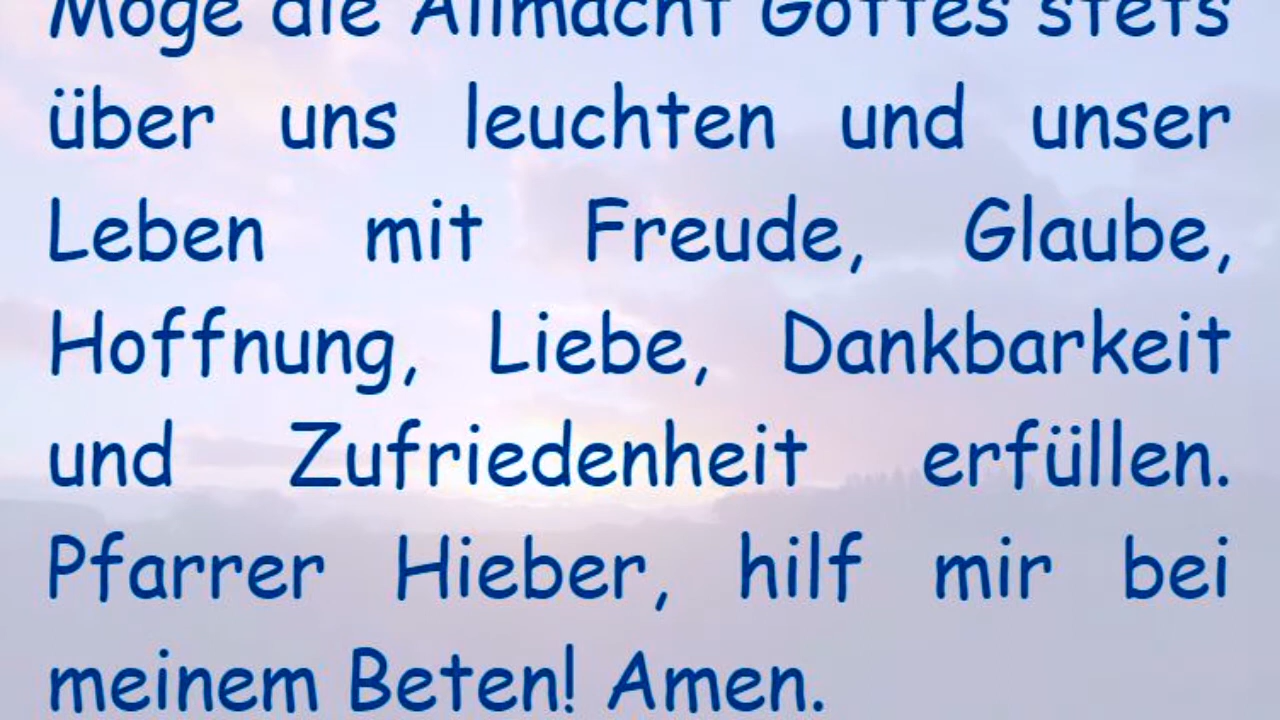 Möge die Allmacht Gottes stets
über uns leuchten und unser
Leben mit Freude, Glaube,
Hoffnung, Liebe, Dankbarkeit
und Zufriedenheit erfüllen.
Pfarrer Hieber, hilf mir bei
meinem Beten! Amen.